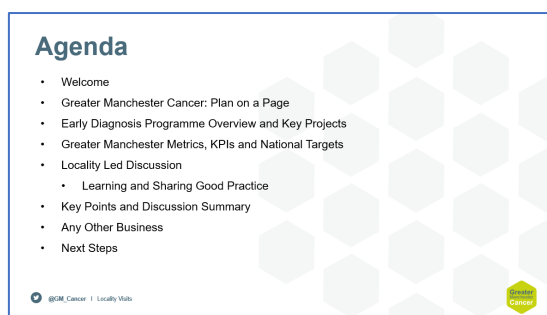 Agenda
• Welcome
• Greater Manchester Cancer: Plan on a Page
• Early Diagnosis Programme Overview and Key Projects
• Greater Manchester Metrics, KPIs and National Targets
• Locality Led Discussion
• Learning and Sharing Good Practice
• Key Points and Discussion Summary
• Any Other Business
• Next Steps
@GM_Cancer | Locality Visits
Greater
Manchester
Cancer